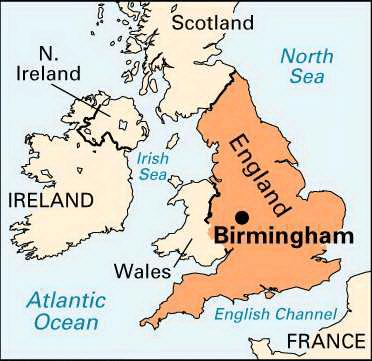 Scotland
N.
Ireland
North
Sea
Irish
Sea
England
IRELAND
Birmingham
Wales
Atlantic
Ocean
English Channel
FRANCE